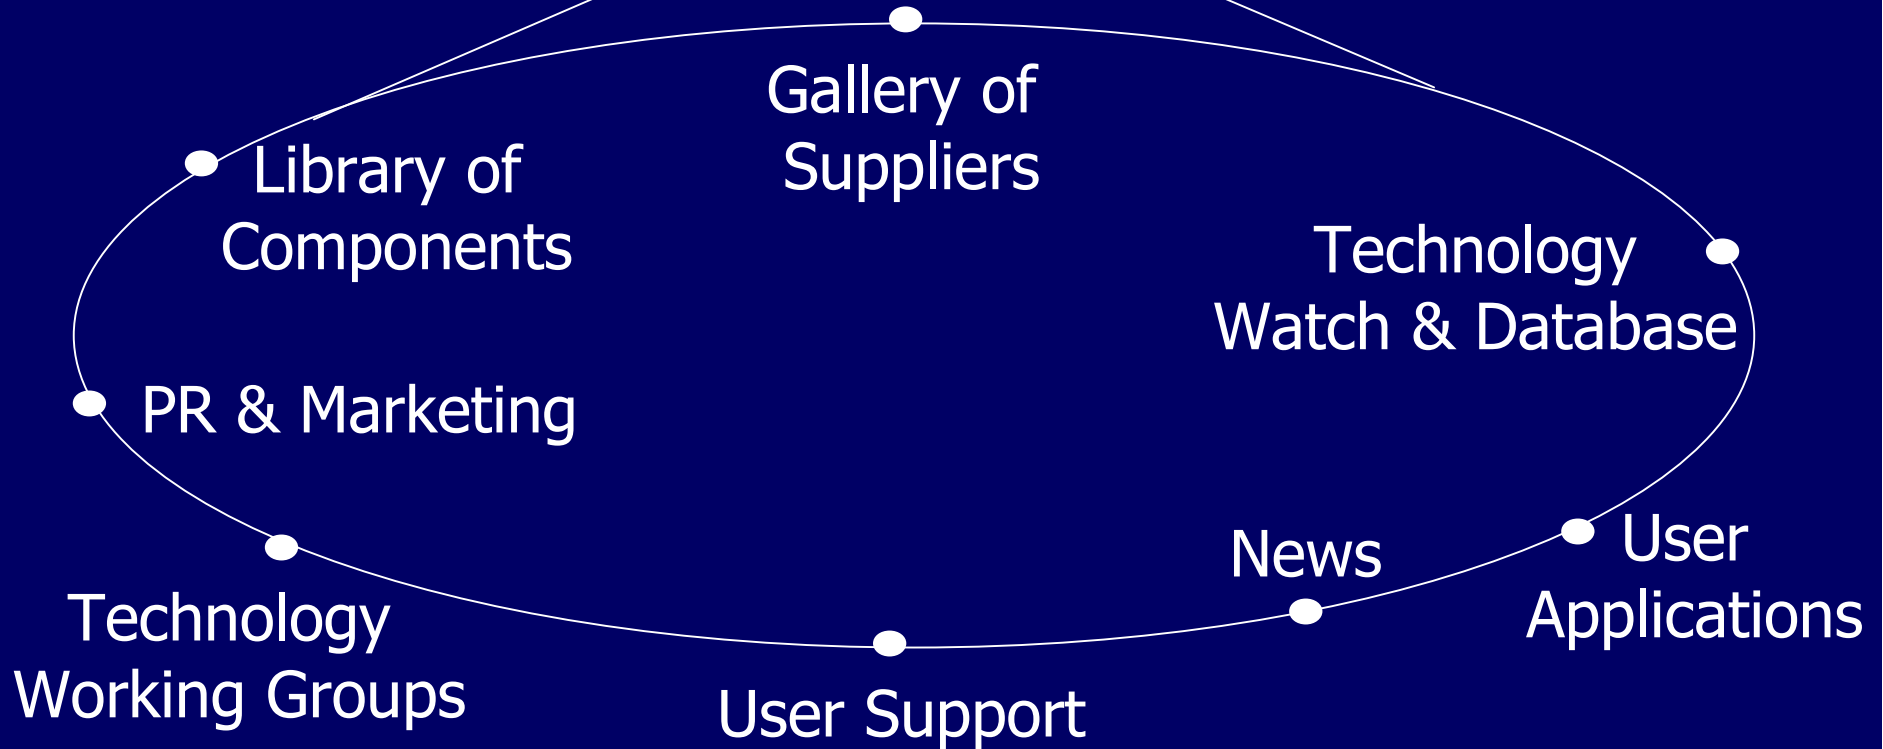 Gallery of
Suppliers
Library of
Components
Technology
Watch & Database
PR & Marketing
News
User
Applications
Technology
Working Groups
User Support